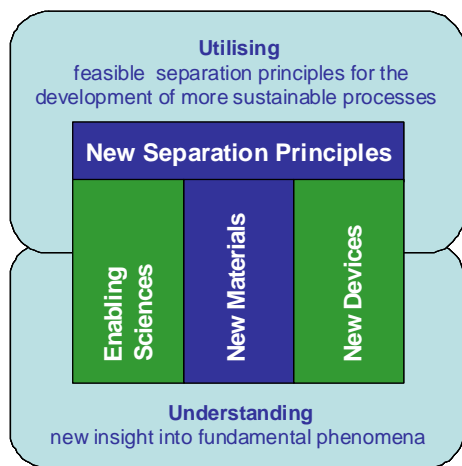 Utilising
feasible separation principles for the
development of more sustainable processes
New Separation Principles
Enabling
Sciences
New Materials
New Devices
Understanding
new insight into fundamental phenomena